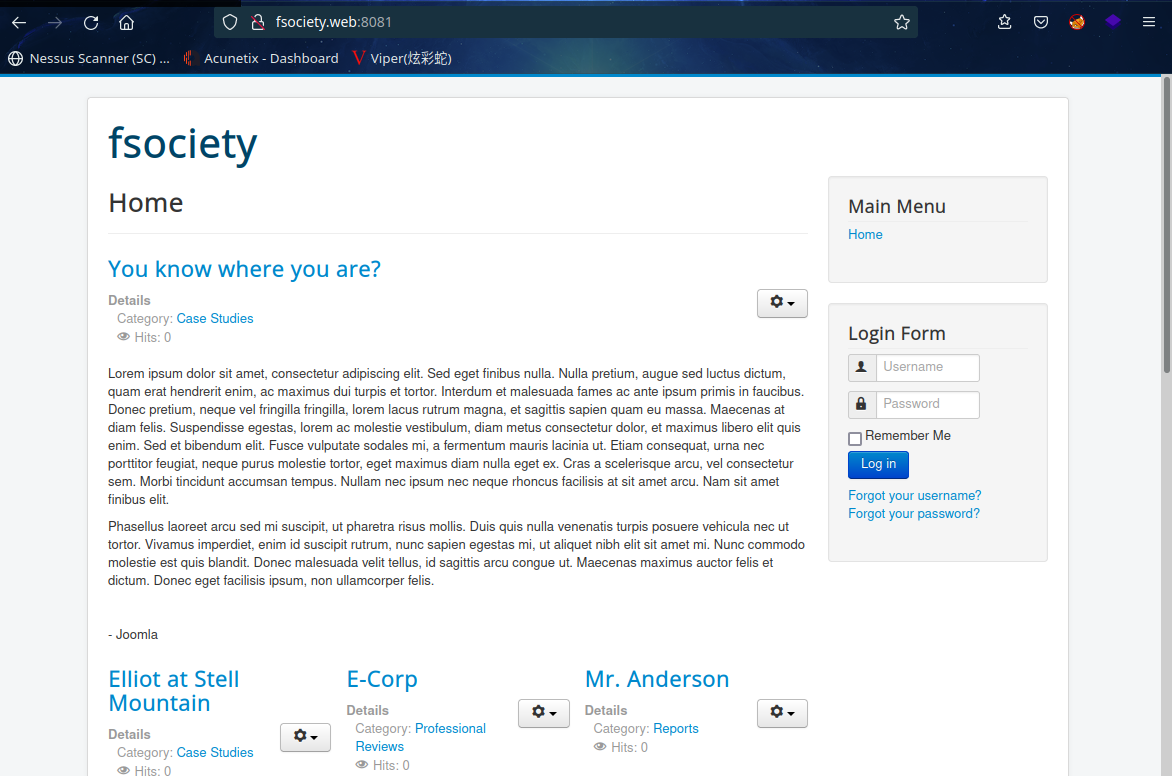 fsociety.web:8081
Nessus Scanner (SC) ...
Acunetix - Dashboard
Viper(炫彩蛇)
fsociety
Home
You know where you are?
Details
Category: Case Studies
Hits: 0
Lorem ipsum dolor sit amet, consectetur adipiscing elit. Sed eget finibus nulla. Nulla pretium, augue sed luctus dictum,
quam erat hendrerit enim, ac maximus dui turpis et tortor. Interdum et malesuada fames ac ante ipsum primis in faucibus.
Donec pretium, neque vel fringilla fringilla, lorem lacus rutrum magna, et sagittis sapien quam eu massa. Maecenas at
diam felis. Suspendisse egestas, lorem ac molestie vestibulum, diam metus consectetur dolor, et maximus libero elit quis
enim. Sed et bibendum elit. Fusce vulputate sodales mi, a fermentum mauris lacinia ut. Etiam consequat, urna nec
porttitor feugiat, neque purus molestie tortor, eget maximus diam nulla eget ex. Cras a scelerisque arcu, vel consectetur
sem. Morbi tincidunt accumsan tempus. Nullam nec ipsum nec neque rhoncus facilisis at sit amet arcu. Nam sit amet
finibus elit.
Phasellus laoreet arcu sed mi suscipit, ut pharetra risus mollis. Duis quis nulla venenatis turpis posuere vehicula nec ut
tortor. Vivamus imperdiet, enim id suscipit rutrum, nunc sapien egestas mi, ut aliquet nibh elit sit amet mi. Nunc commodo
molestie est quis blandit. Donec malesuada velit tellus, id sagittis arcu congue ut. Maecenas maximus auctor felis et
dictum. Donec eget facilisis ipsum, non ullamcorper felis.
- Joomla
Elliot at Stell
Mountain
Details
Category: Case Studies
Hits: 0
E-Corp
Details
Category: Professional
Reviews
Hits: 0
Mr. Anderson
Details
Category: Reports
Hits: 0
Main Menu
Home
Login Form
Username
Password
Remember Me
Log in
Forgot your username?
Forgot your password?